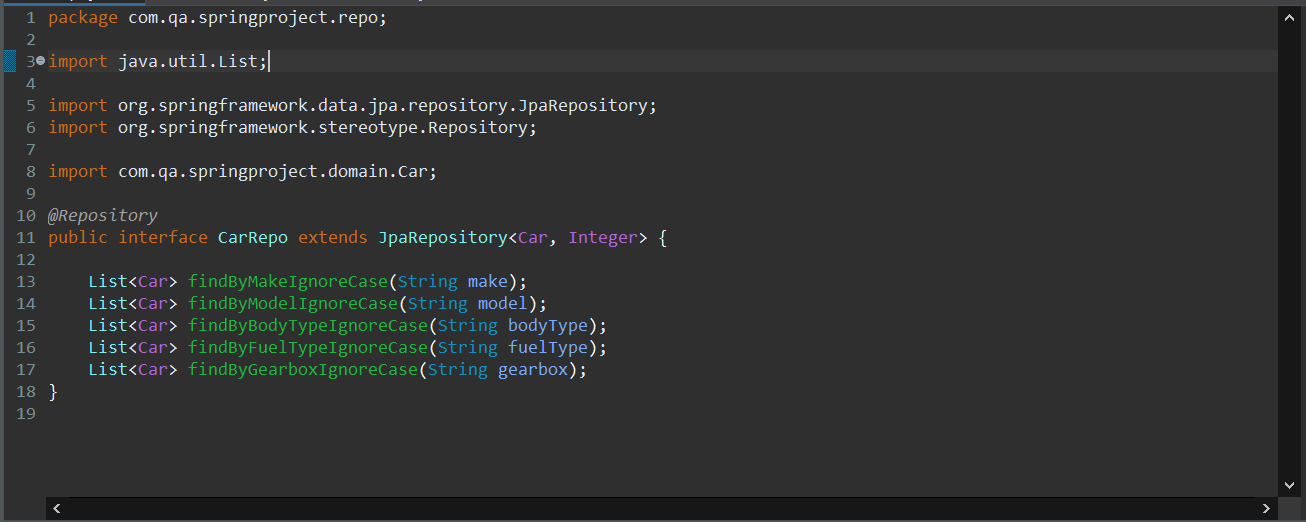 1 package com.qa.springproject.repo;
2
3 import java.util.List;
4
5 import org.springframework.data.jpa.repository.JpaRepository;
6 import org.springframework.stereotype.Repository;
7
8 import com.qa.springproject.domain.Car;
9
10 @Repository
11 public interface CarRepo extends JpaRepository<Car, Integer> {
12
13     List<Car> findByMakeIgnoreCase(String make);
14     List<Car> findByModelIgnoreCase(String model);
15     List<Car> findByBodyTypeIgnoreCase(String bodyType);
16     List<Car> findByFuelTypeIgnoreCase(String fuelType);
17     List<Car> findByGearboxIgnoreCase(String gearbox);
18 }
19